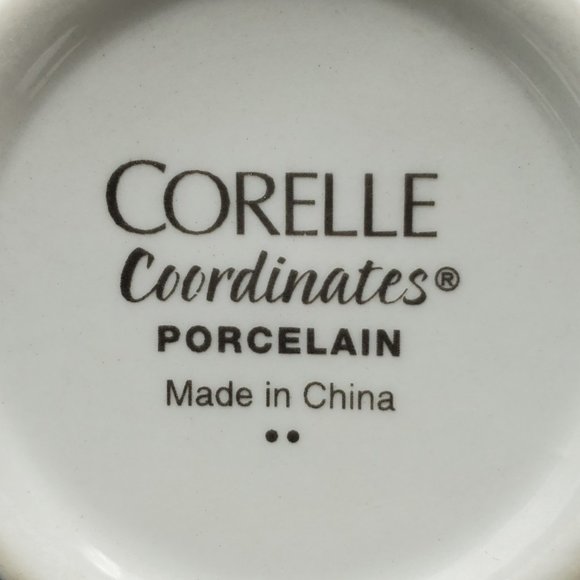 CORELLE
Coordinates®
PORCELAIN
Made in China
••